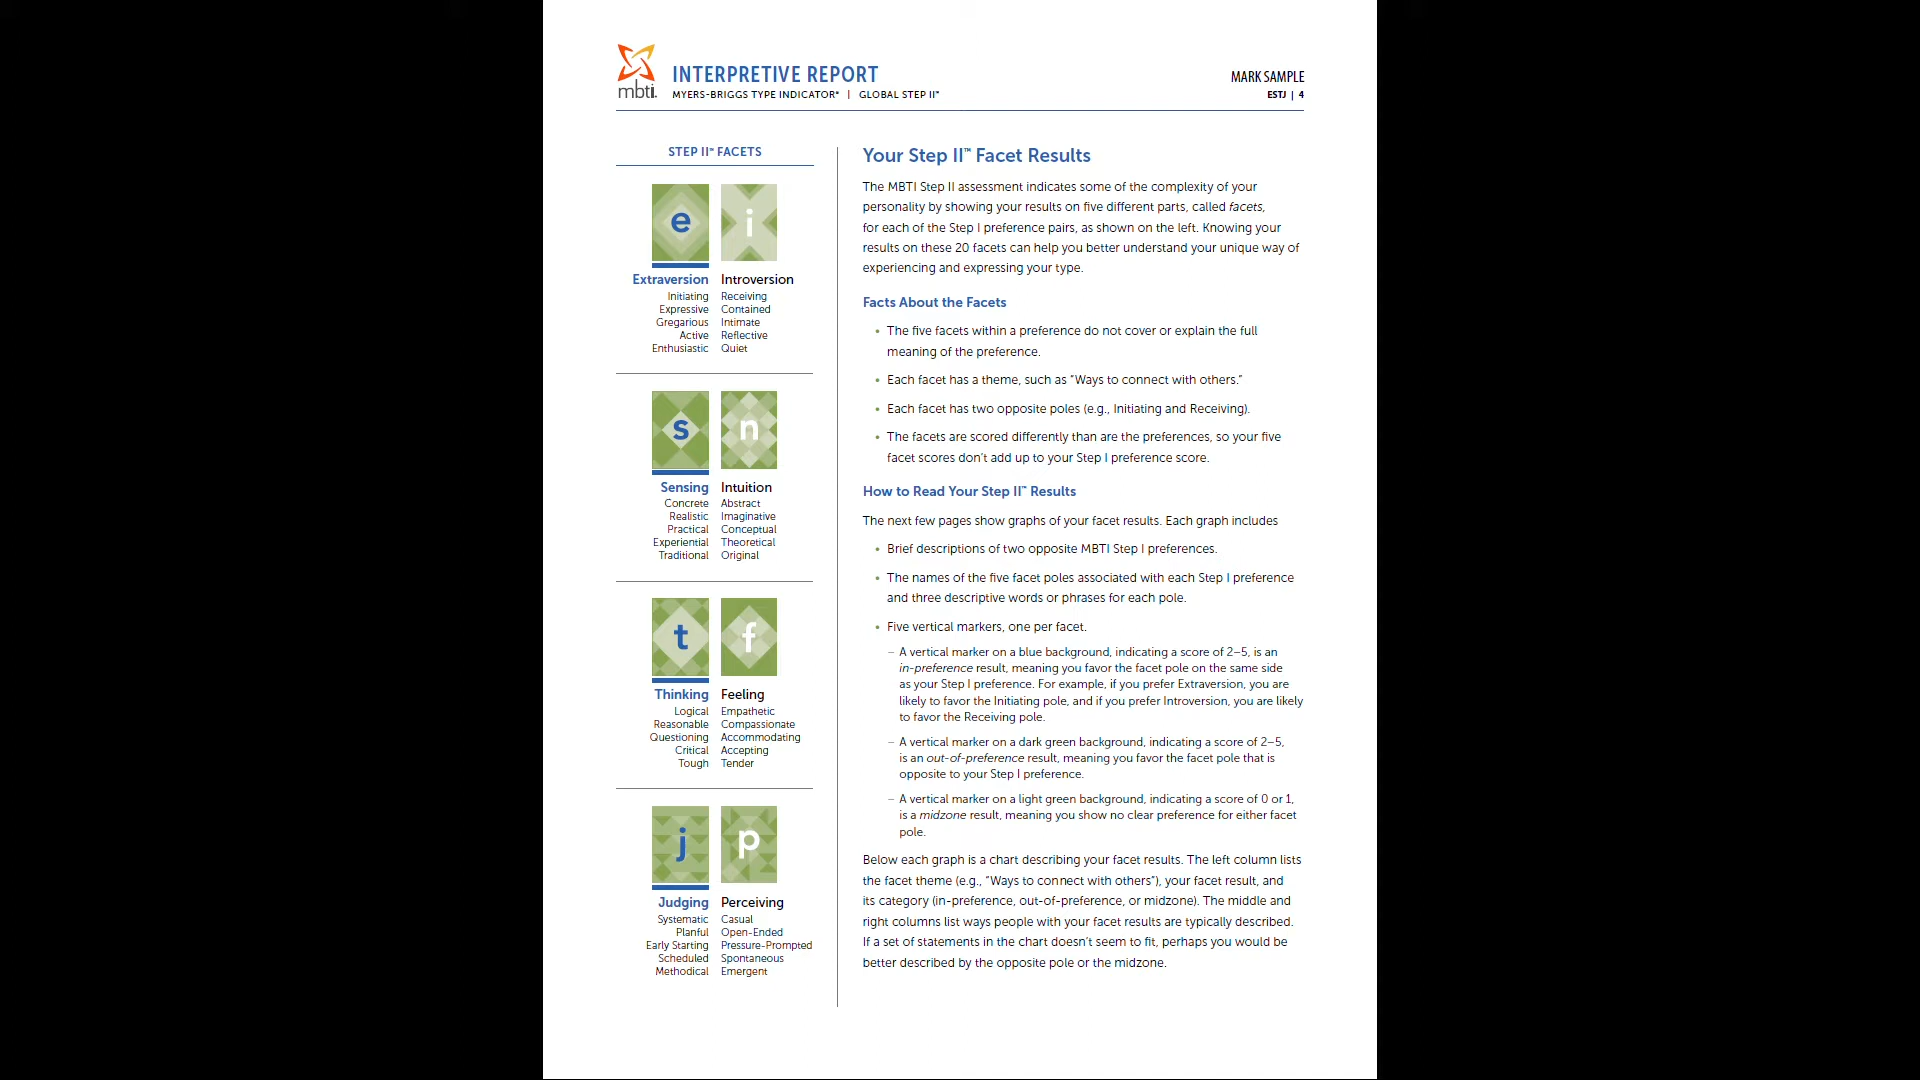 mbti.
INTERPRETIVE REPORT
MYERS-BRIGGS TYPE INDICATOR® | GLOBAL STEP II™
MARK SAMPLE
ESTJ | 4
STEP II™ FACETS
e i
Extraversion Introversion
Initiating Receiving
Expressive Contained
Gregarious Intimate
Active Reflective
Enthusiastic Quiet
s n
Sensing Intuition
Concrete Abstract
Realistic Imaginative
Practical Conceptual
Experiential Theoretical
Traditional Original
t f
Thinking Feeling
Logical Empathetic
Reasonable Compassionate
Questioning Accommodating
Critical Accepting
Tough Tender
j p
Judging Perceiving
Systematic Casual
Planful Open-Ended
Early Starting Pressure-Prompted
Scheduled Spontaneous
Methodical Emergent
Your Step II™ Facet Results
The MBTI Step II assessment indicates some of the complexity of your
personality by showing your results on five different parts, called facets,
for each of the Step I preference pairs, as shown on the left. Knowing your
results on these 20 facets can help you better understand your unique way of
experiencing and expressing your type.
Facts About the Facets
• The five facets within a preference do not cover or explain the full
meaning of the preference.
• Each facet has a theme, such as “Ways to connect with others.”
• Each facet has two opposite poles (e.g., Initiating and Receiving).
• The facets are scored differently than are the preferences, so your five
facet scores don’t add up to your Step I preference score.
How to Read Your Step II™ Results
The next few pages show graphs of your facet results. Each graph includes
• Brief descriptions of two opposite MBTI Step I preferences.
• The names of the five facet poles associated with each Step I preference
and three descriptive words or phrases for each pole.
• Five vertical markers, one per facet.
– A vertical marker on a blue background, indicating a score of 2–5, is an
in-preference result, meaning you favor the facet pole on the same side
as your Step I preference. For example, if you prefer Extraversion, you are
likely to favor the Initiating pole, and if you prefer Introversion, you are likely
to favor the Receiving pole.
– A vertical marker on a dark green background, indicating a score of 2–5,
is an out-of-preference result, meaning you favor the facet pole that is
opposite to your Step I preference.
– A vertical marker on a light green background, indicating a score of 0 or 1,
is a midzone result, meaning you show no clear preference for either facet
pole.
Below each graph is a chart describing your facet results. The left column lists
the facet theme (e.g., “Ways to connect with others”), your facet result, and
its category (in-preference, out-of-preference, or midzone). The middle and
right columns list ways people with your facet results are typically described.
If a set of statements in the chart doesn’t seem to fit, perhaps you would be
better described by the opposite pole or the midzone.